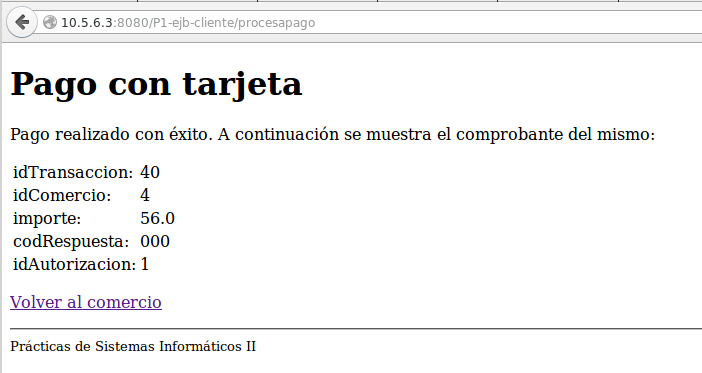 10.5.6.3:8080/P1-ejb-cliente/procesapago
Pago con tarjeta
Pago realizado con éxito. A continuación se muestra el comprobante del mismo:
idTransaccion: 40
idComercio: 4
importe: 56.0
codRespuesta: 000
idAutorizacion: 1
Volver al comercio
Prácticas de Sistemas Informáticos II